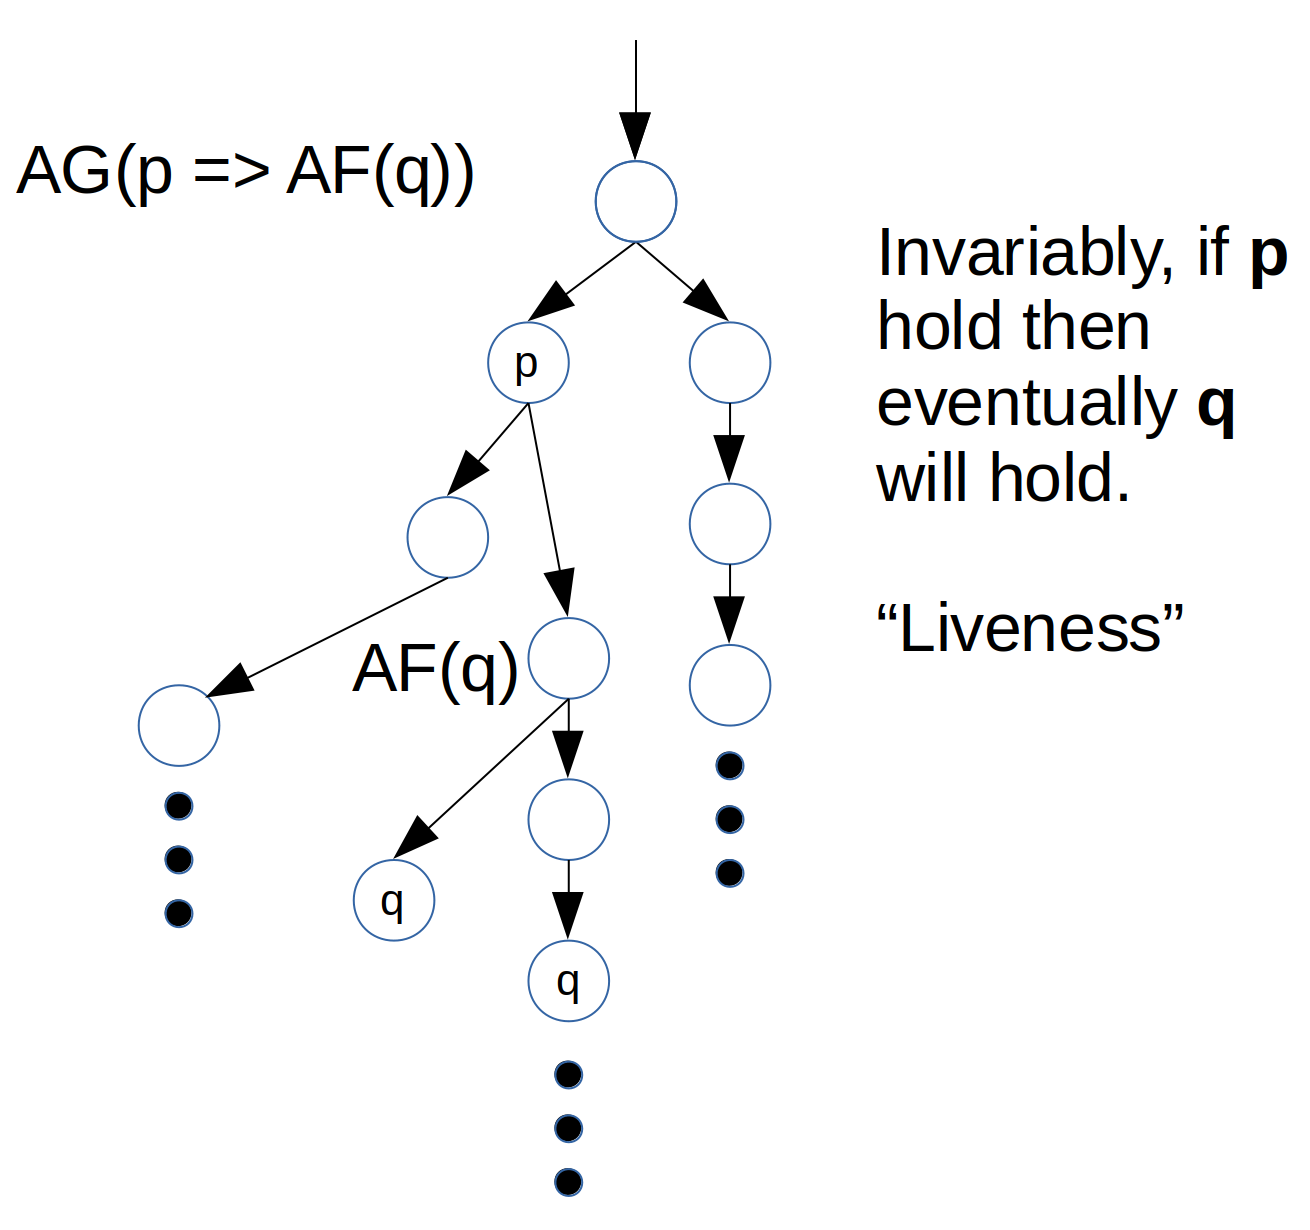 AG(p => AF(q))
Invariably, if p
hold then
eventually q
will hold.
“Liveness”
p
AF(q)
q
q